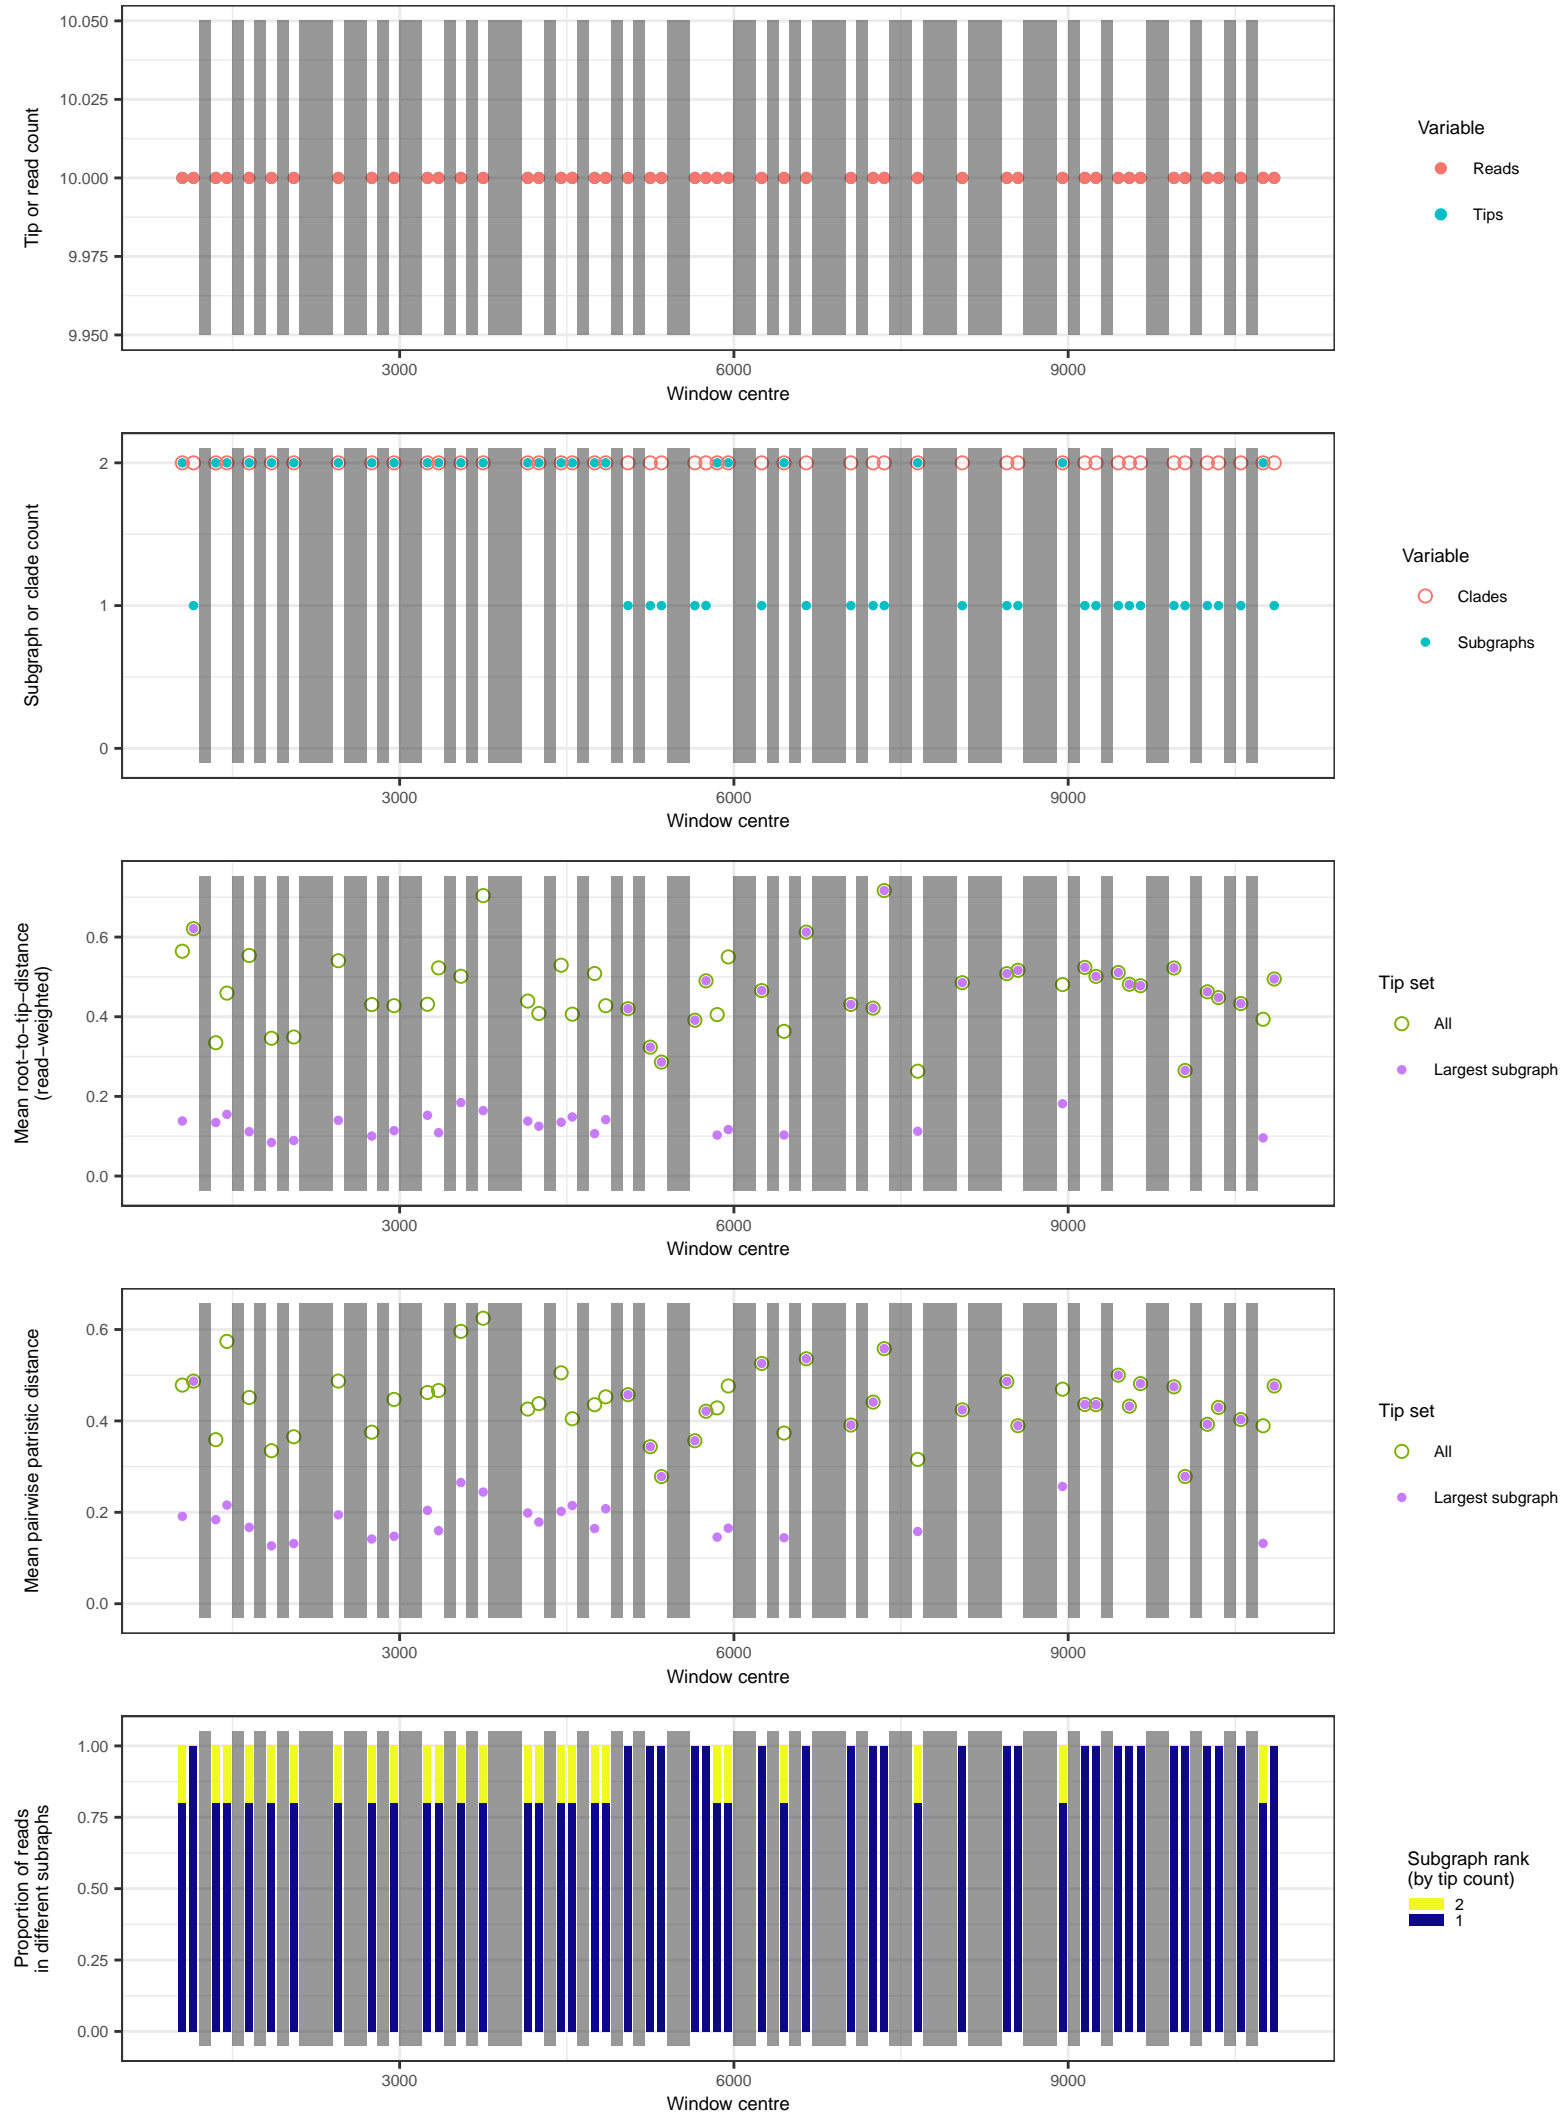 10.050
10.025
10.000
9.975
9.950
Tip or read count
3000
6000
9000
Window centre
Variable
Reads
Tips
2
1
0
Subgraph or clade count
3000
6000
9000
Window centre
Variable
Clades
Subgraphs
0.6
0.4
0.2
0.0
Mean root−to−tip−distance
(read−weighted)
3000
6000
9000
Window centre
Tip set
All
Largest subgraph
0.6
0.4
0.2
0.0
Mean pairwise patristic distance
3000
6000
9000
Window centre
Tip set
All
Largest subgraph
1.00
0.75
0.50
0.25
0.00
Proportion of reads
in different subraphs
3000
6000
9000
Window centre
Subgraph rank
(by tip count)
2
1